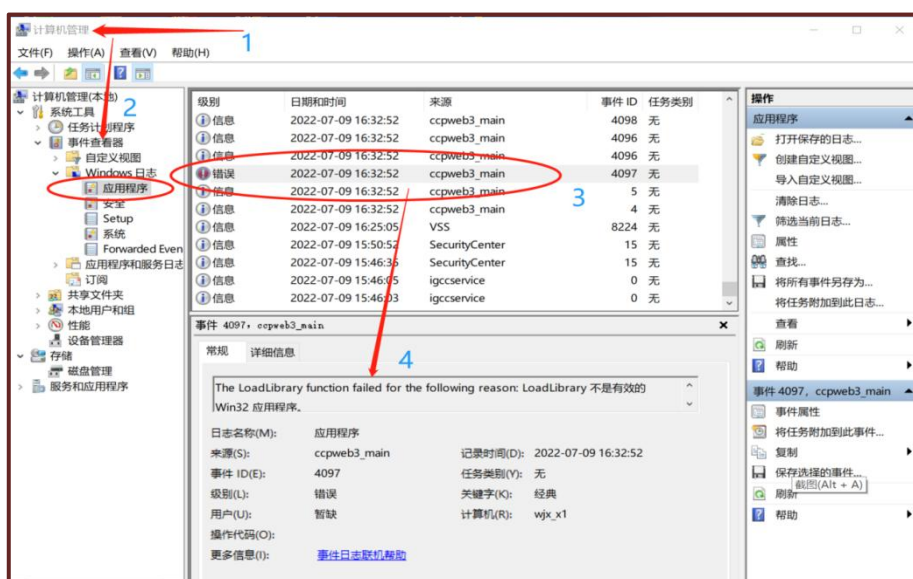 计算机管理
1
文件(F) 操作(A) 查看(V) 帮助(H)
计算机管理(本地)
2
系统工具
任务计划程序
事件查看器
自定义视图
Windows 日志
应用程序
安全
Setup
系统
Forwarded Even
应用程序和服务日志
订阅
共享文件夹
本地用户和组
性能
设备管理器
存储
磁盘管理
服务和应用程序
级别 日期和时间 来源 事件 ID 任务类别
信息 2022-07-09 16:32:52 ccpweb3_main 4098 无
信息 2022-07-09 16:32:52 ccpweb3_main 4096 无
信息 2022-07-09 16:32:52 ccpweb3_main 4096 无
错误 2022-07-09 16:32:52 ccpweb3_main 4097 无
信息 2022-07-09 16:32:52 ccpweb3_main 5 无
3
信息 2022-07-09 16:32:52 ccpweb3_main 4 无
信息 2022-07-09 16:25:05 VSS 8224 无
信息 2022-07-09 15:50:52 SecurityCenter 15 无
信息 2022-07-09 15:46:36 SecurityCenter 15 无
信息 2022-07-09 15:46:05 igccservice 0 无
信息 2022-07-09 15:46:03 igccservice 0 无
事件 4097，ccpweb3_main
常规 详细信息
4
The LoadLibrary function failed for the following reason: LoadLibrary 不是有效的
Win32 应用程序。
日志名称(M): 应用程序
来源(S): ccpweb3_main 记录时间(D): 2022-07-09 16:32:52
事件 ID(E): 4097 任务类别(Y): 无
级别(L): 错误 关键字(K): 经典
用户(U): 暂缺 计算机(R): wjx_x1
操作代码(O):
更多信息(I): 事件日志联机帮助
操作
应用程序
打开保存的日志...
创建自定义视图...
导入自定义视图...
清除日志...
筛选当前日志...
属性
查找...
将所有事件另存为...
将任务附加到此日志...
查看
刷新
帮助
事件 4097，ccpweb3_main
事件属性
将任务附加到此事件...
复制
保存选择的事件...
截图(Alt + A)
刷新
帮助